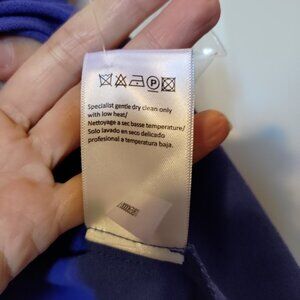 P
Specialist gentle dry clean only
with low heat/
Nettoyage a sec basse temperature/
Solo lavado en seco delicado
profesional a temperatura baja.